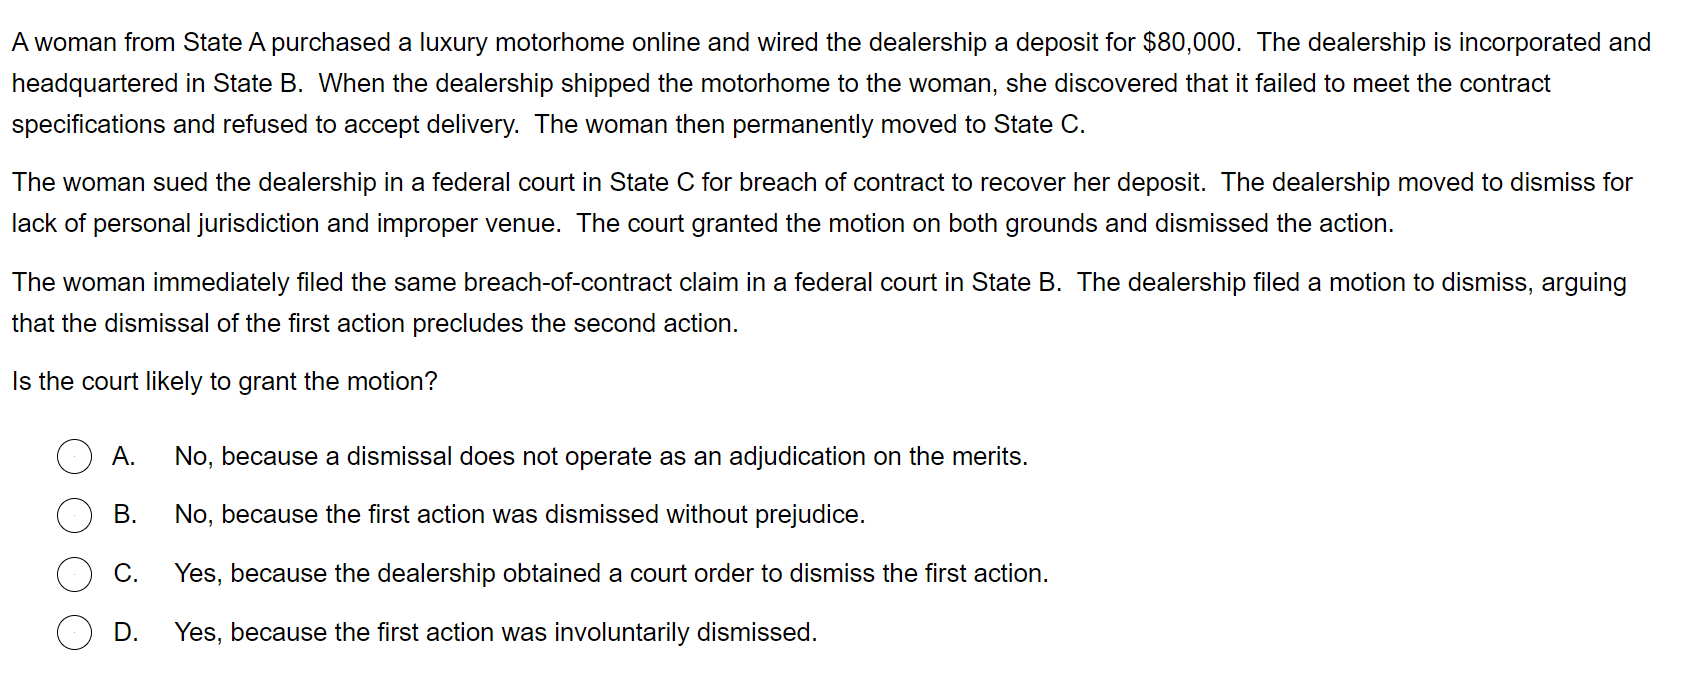 A woman from State A purchased a luxury motorhome online and wired the dealership a deposit for $80,000.  The dealership is incorporated and
headquartered in State B.  When the dealership shipped the motorhome to the woman, she discovered that it failed to meet the contract
specifications and refused to accept delivery.  The woman then permanently moved to State C.
The woman sued the dealership in a federal court in State C for breach of contract to recover her deposit.  The dealership moved to dismiss for
lack of personal jurisdiction and improper venue.  The court granted the motion on both grounds and dismissed the action.
The woman immediately filed the same breach-of-contract claim in a federal court in State B.  The dealership filed a motion to dismiss, arguing
that the dismissal of the first action precludes the second action.
Is the court likely to grant the motion?
A. No, because a dismissal does not operate as an adjudication on the merits.
B. No, because the first action was dismissed without prejudice.
C. Yes, because the dealership obtained a court order to dismiss the first action.
D. Yes, because the first action was involuntarily dismissed.